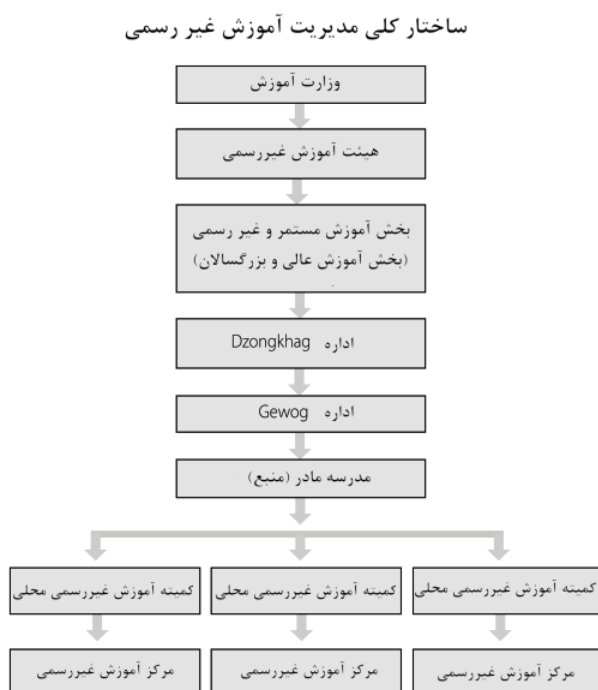 ساختار کلی مدیریت آموزش غیر رسمی
وزارت آموزش
هیئت آموزش غیررسمی
بخش آموزش مستمر و غیر رسمی
(بخش آموزش عالی و یزرگسالان)
اداره Dzongkhag
اداره Gewog
مدرسه مادر (منبع)
کمیته آموزش غیررسمی محلی
کمیته آموزش غیررسمی محلی
کمیته آموزش غیررسمی محلی
مرکز آموزش غیررسمی
مرکز آموزش غیررسمی
مرکز آموزش غیررسمی